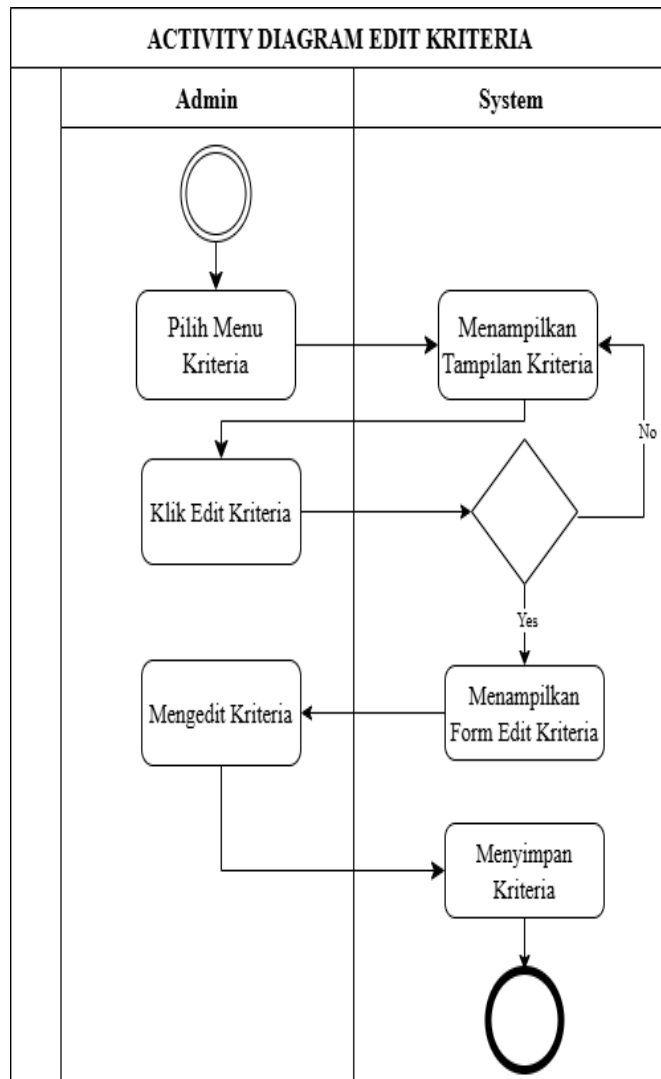 ACTIVITY DIAGRAM EDIT KRITERIA
Admin
System
Pilih Menu
Kriteria
Menampilkan
Tampilan Kriteria
No
Klik Edit Kriteria
Yes
Mengedit Kriteria
Menampilkan
Form Edit Kriteria
Menyimpan
Kriteria